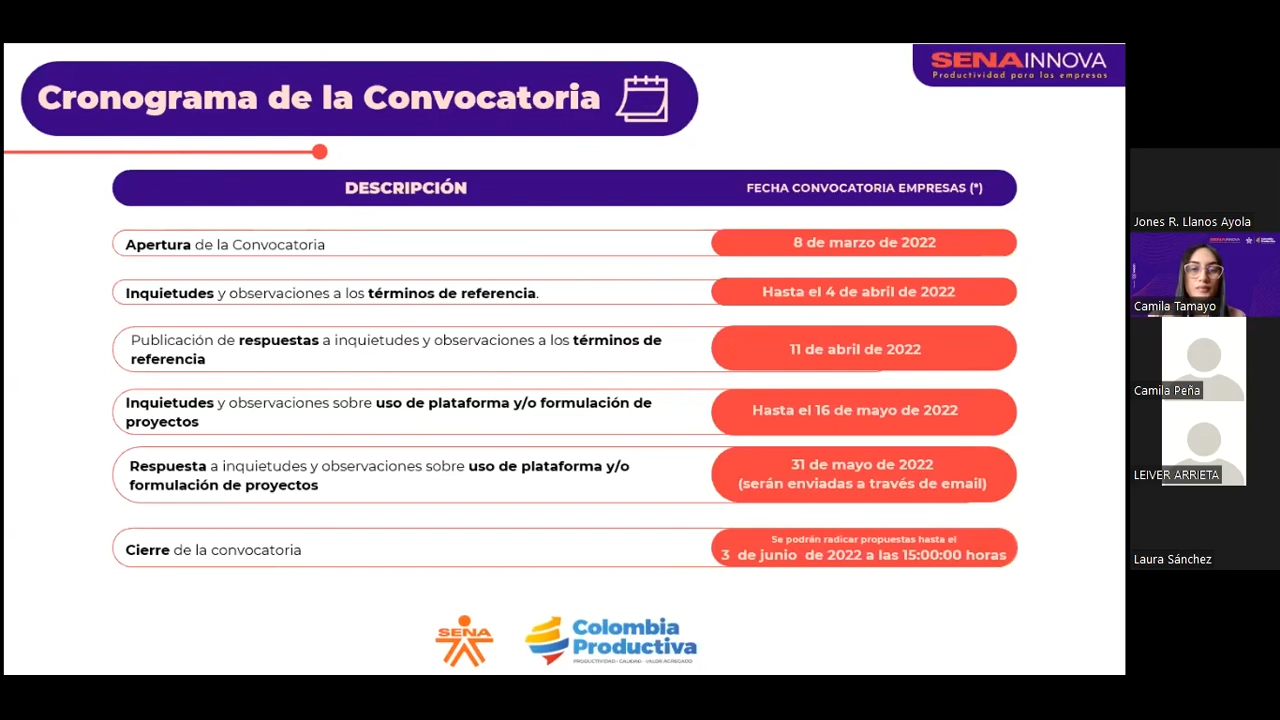 SENAINNOVA
Productividad para las empresas
Cronograma de la Convocatoria
DESCRIPCIÓN
FECHA CONVOCATORIA EMPRESAS (*)
Apertura de la Convocatoria
8 de marzo de 2022
Inquietudes y observaciones a los términos de referencia.
Hasta el 4 de abril de 2022
Publicación de respuestas a inquietudes y observaciones a los términos de
referencia
11 de abril de 2022
Inquietudes y observaciones sobre uso de plataforma y/o formulación de
proyectos
Hasta el 16 de mayo de 2022
Respuesta a inquietudes y observaciones sobre uso de plataforma y/o
formulación de proyectos
31 de mayo de 2022
(serán enviadas a través de email)
Cierre de la convocatoria
Se podrán radicar propuestas hasta el
3 de junio de 2022 a las 15:00:00 horas
SENA
Colombia
Productiva
PRODUCTIVIDAD - CALIDAD - VALOR AGREGADO
Jones R. Llanos Ayola
Camila Tamayo
Camila Peña
LEIVER ARRIETA
Laura Sánchez